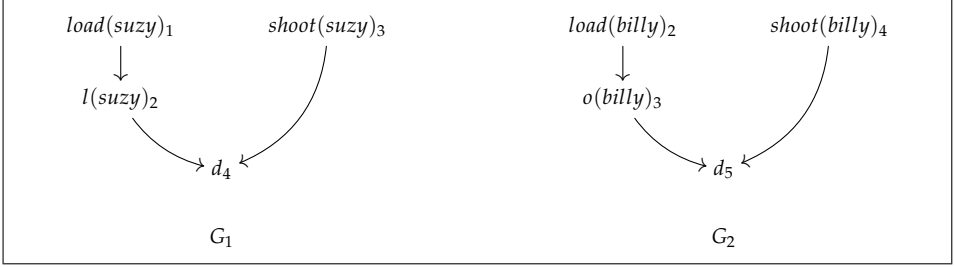 load(suzy)₁ shoot(suzy)₃ load(billy)₂ shoot(billy)₄
l(suzy)₂ o(billy)₃
d₄ d₅
G₁ G₂